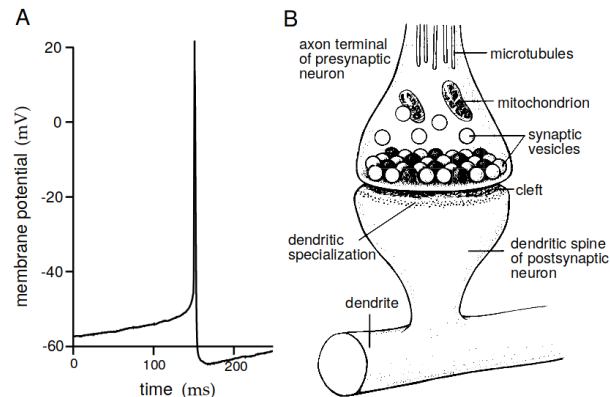 A
membrane potential (mV)
20
0
-20
-40
-60
0
100
200
time (ms)
B
axon terminal
of presynaptic
neuron
microtubules
mitochondrion
synaptic
vesicles
cleft
dendritic
specialization
dendritic spine
of postsynaptic
neuron
dendrite